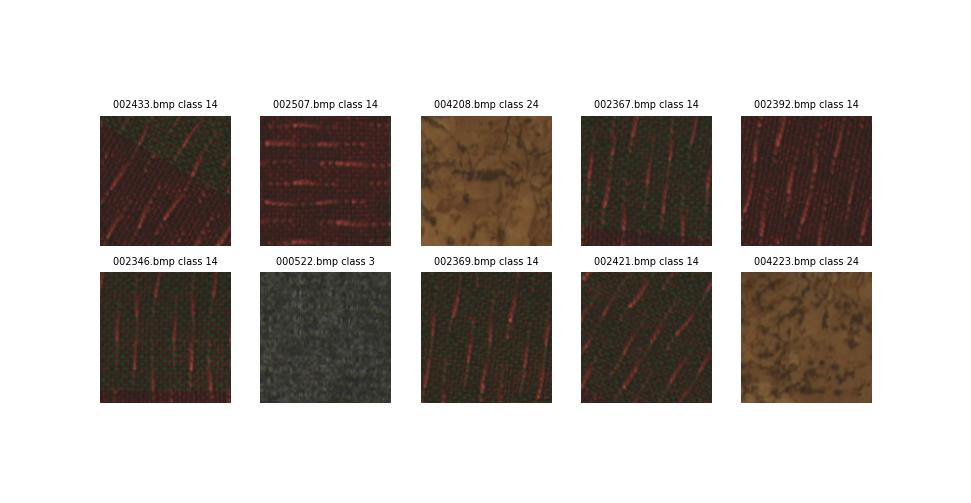 002433.bmp class 14
002507.bmp class 14
004208.bmp class 24
002367.bmp class 14
002392.bmp class 14
002346.bmp class 14
000522.bmp class 3
002369.bmp class 14
002421.bmp class 14
004223.bmp class 24